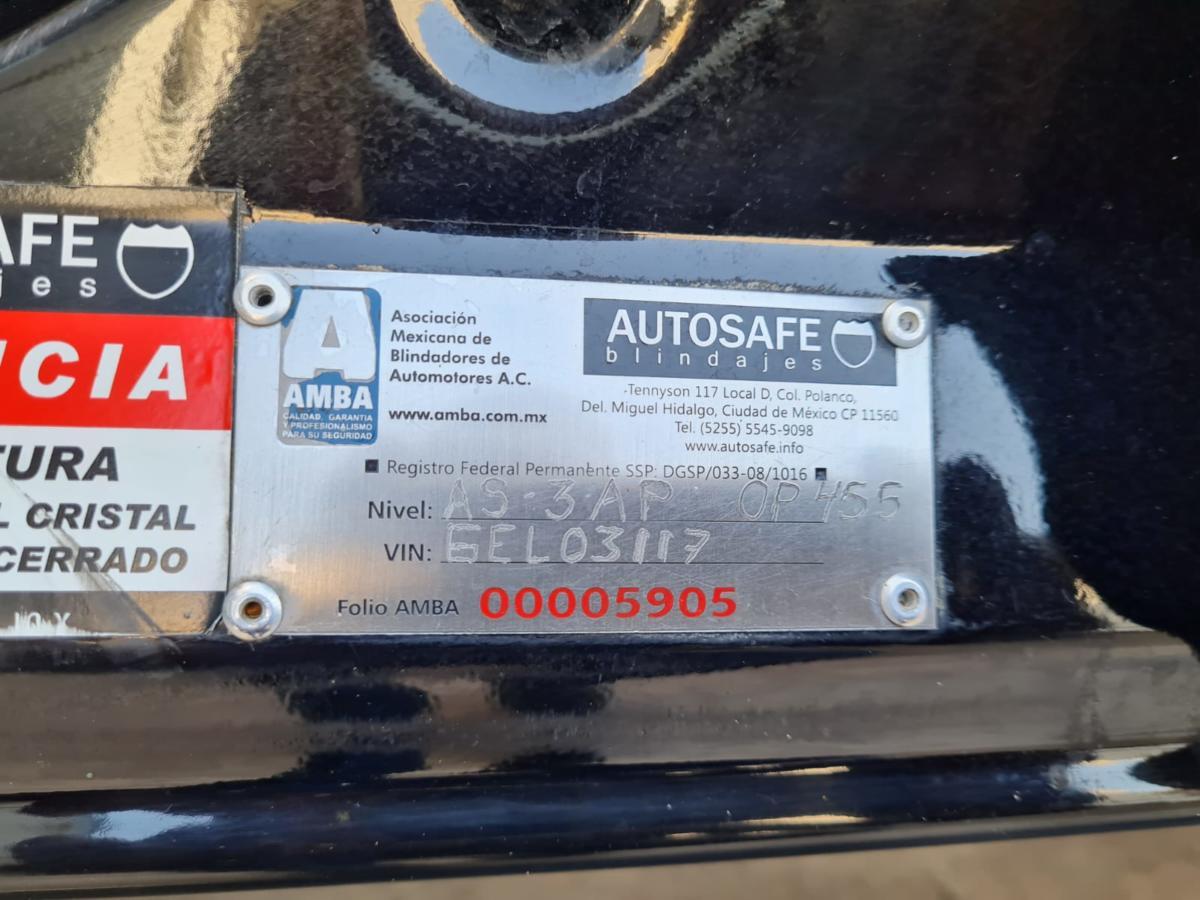 AFE
jes
CIA
TURA
L CRISTAL
CERRADO
A
AMBA
CALIDAD, GARANTIA
Y PROFESIONALISMO
PARA SU SEGURIDAD
Asociación
Mexicana de
Blindadores de
Automotores A.C.
www.amba.com.mx
AUTOSAFE
blindajes
Tennyson 117 Local D, Col. Polanco,
Del. Miguel Hidalgo, Ciudad de México CP 11560
Tel. (5255) 5545-9098
www.autosafe.info
Registro Federal Permanente SSP: DGSP/033-08/1016
Nivel: AS-3AP OP455
VIN: EEL03117
Folio AMBA 00005905